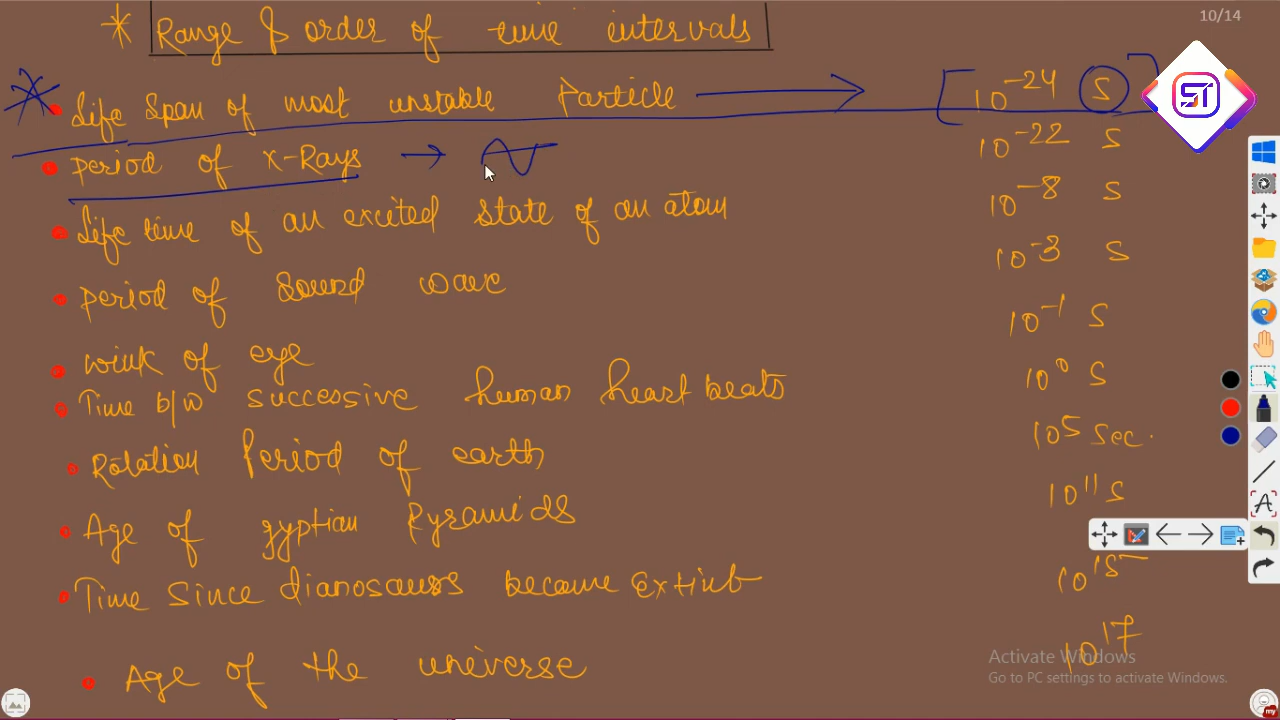 10/14
* Range & order of time intervals
Life Span of most unstable Particle → [10⁻²⁴ S]
Period of X-Rays → 10⁻²² S
Life time of an excited state of an atom 10⁻⁸ S
Period of Sound wave 10⁻³ S
wink of eye 10⁻¹ S
Time b/w successive human heart beats 10⁰ S
Rotation Period of earth 10⁵ Sec.
Age of gyptian Pyramids 10¹¹ S
Time Since dianosaurs became Extint 10¹⁵
Age of the universe 10¹⁷
ST
Activate Windows
Go to PC settings to activate Windows.